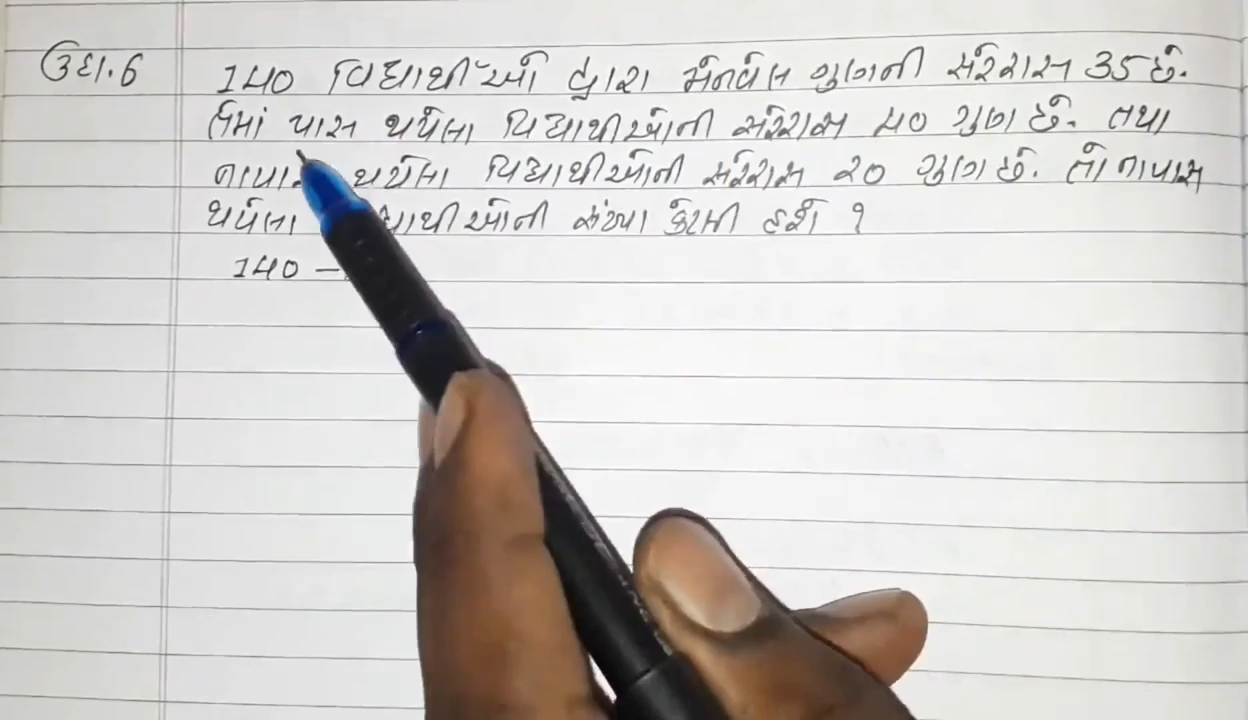 ઉદા.6 140 વિદ્યાર્થીઓ દ્વારા મેળવેલ ગુણની સરેરાશ 35 છે.
તેમાં પાસ થયેલા વિદ્યાર્થીઓની સરેરાશ 40 ગુણ છે. તથા
નાપાસ થયેલા વિદ્યાર્થીઓની સરેરાશ 20 ગુણ છે. તો નાપાસ
થયેલા વિદ્યાર્થીઓની સંખ્યા કેટલી હશે ?
140 –